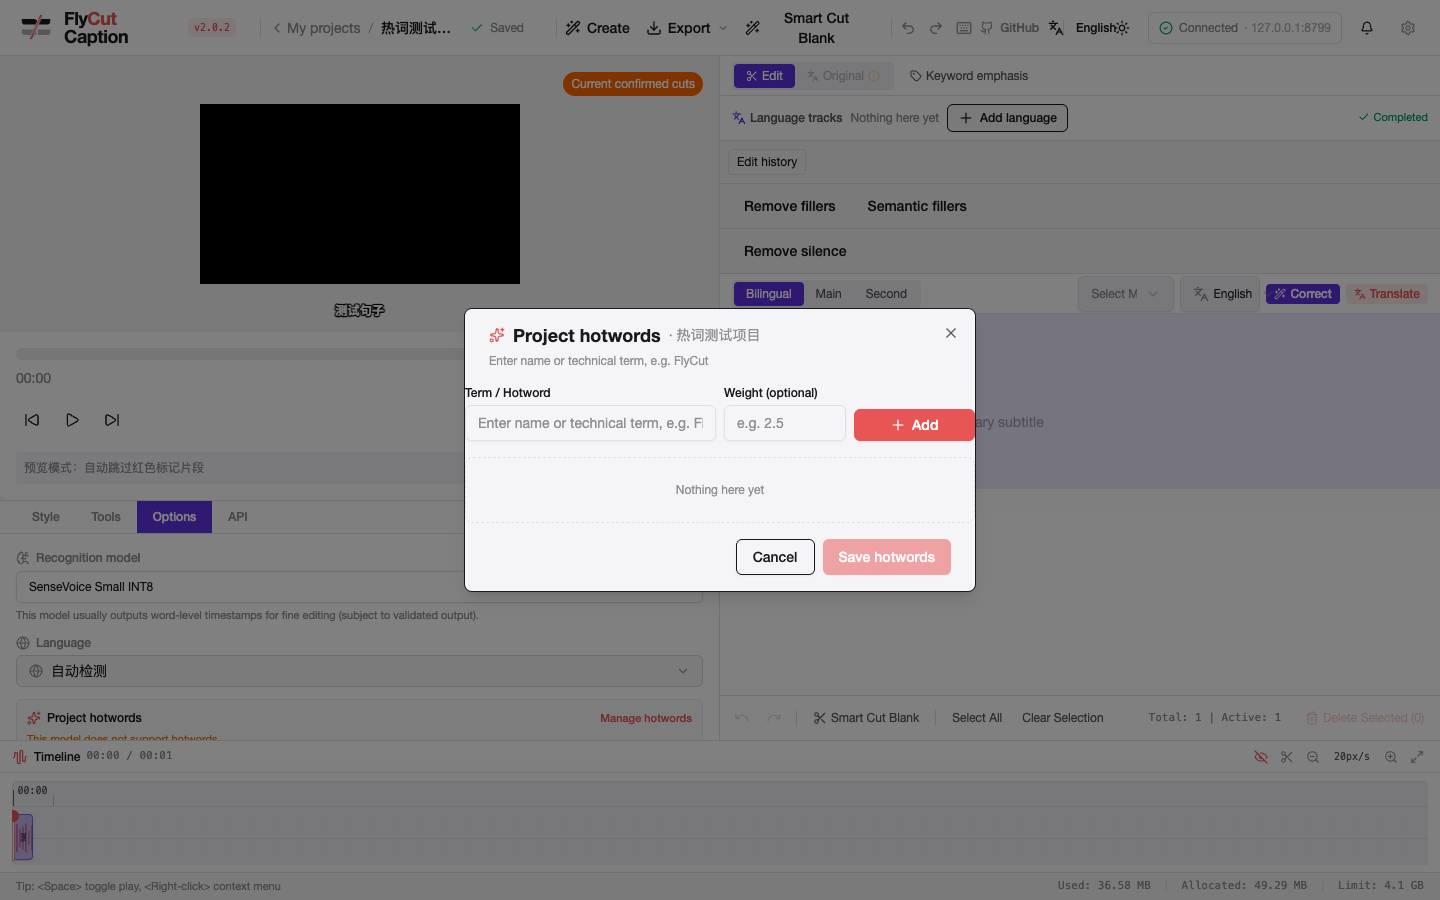 FlyCut
Caption
v2.0.2
My projects / 热词测试...
Saved
Create
Export
Smart Cut
Blank
GitHub
English
Connected · 127.0.0.1:8799
Current confirmed cuts
测试句子
00:00
预览模式：自动跳过红色标记片段
Style
Tools
Options
API
Recognition model
SenseVoice Small INT8
This model usually outputs word-level timestamps for fine editing (subject to validated output).
Language
自动检测
Project hotwords
Manage hotwords
This model does not support hotwords
Edit
Original
Keyword emphasis
Language tracks
Nothing here yet
Add language
Completed
Edit history
Remove fillers
Semantic fillers
Remove silence
Bilingual
Main
Second
Select M
English
Correct
Translate
ary subtitle
Project hotwords · 热词测试项目
Enter name or technical term, e.g. FlyCut
Term / Hotword
Weight (optional)
Enter name or technical term, e.g. Fl
e.g. 2.5
Add
Nothing here yet
Cancel
Save hotwords
Smart Cut Blank
Select All
Clear Selection
Total: 1 | Active: 1
Delete Selected (0)
Timeline
00:00 / 00:01
20px/s
00:00
Tip: <Space> toggle play, <Right-click> context menu
Used: 36.58 MB
Allocated: 49.29 MB
Limit: 4.1 GB